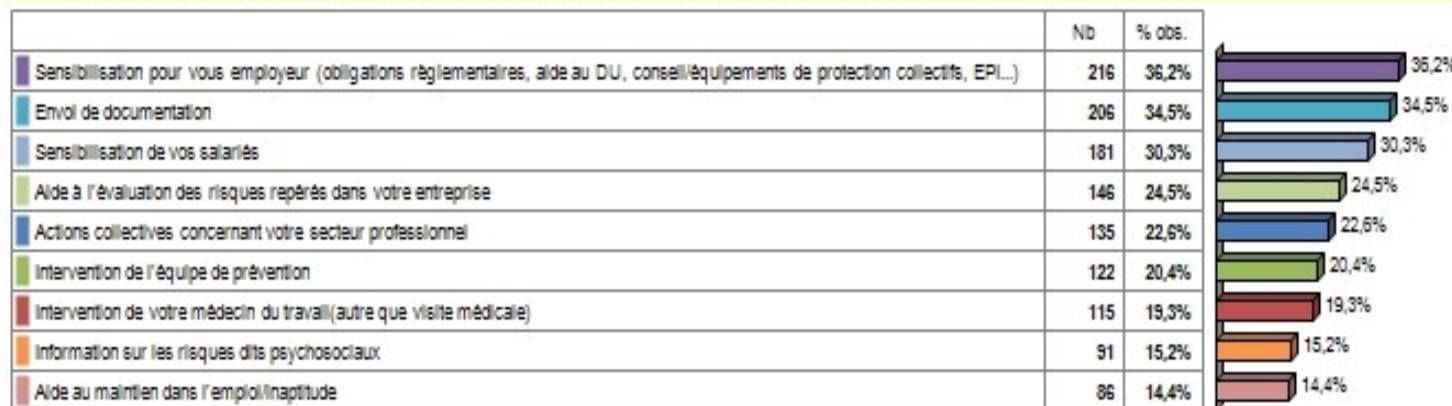 Nb % obs.
Sensibilisation pour vous employeur (obligations règlementaires, aide au DU, conseil/équipements de protection collectifs, EPI...) 216 36,2% 36,2%
Envoi de documentation 206 34,5% 34,5%
Sensibilisation de vos salariés 181 30,3% 30,3%
Aide à l'évaluation des risques repérés dans votre entreprise 146 24,5% 24,5%
Actions collectives concernant votre secteur professionnel 135 22,6% 22,6%
Intervention de l'équipe de prévention 122 20,4% 20,4%
Intervention de votre médecin du travail(autre que visite médicale) 115 19,3% 19,3%
Information sur les risques dits psychosociaux 91 15,2% 15,2%
Aide au maintien dans l'emploi/inaptitude 86 14,4% 14,4%